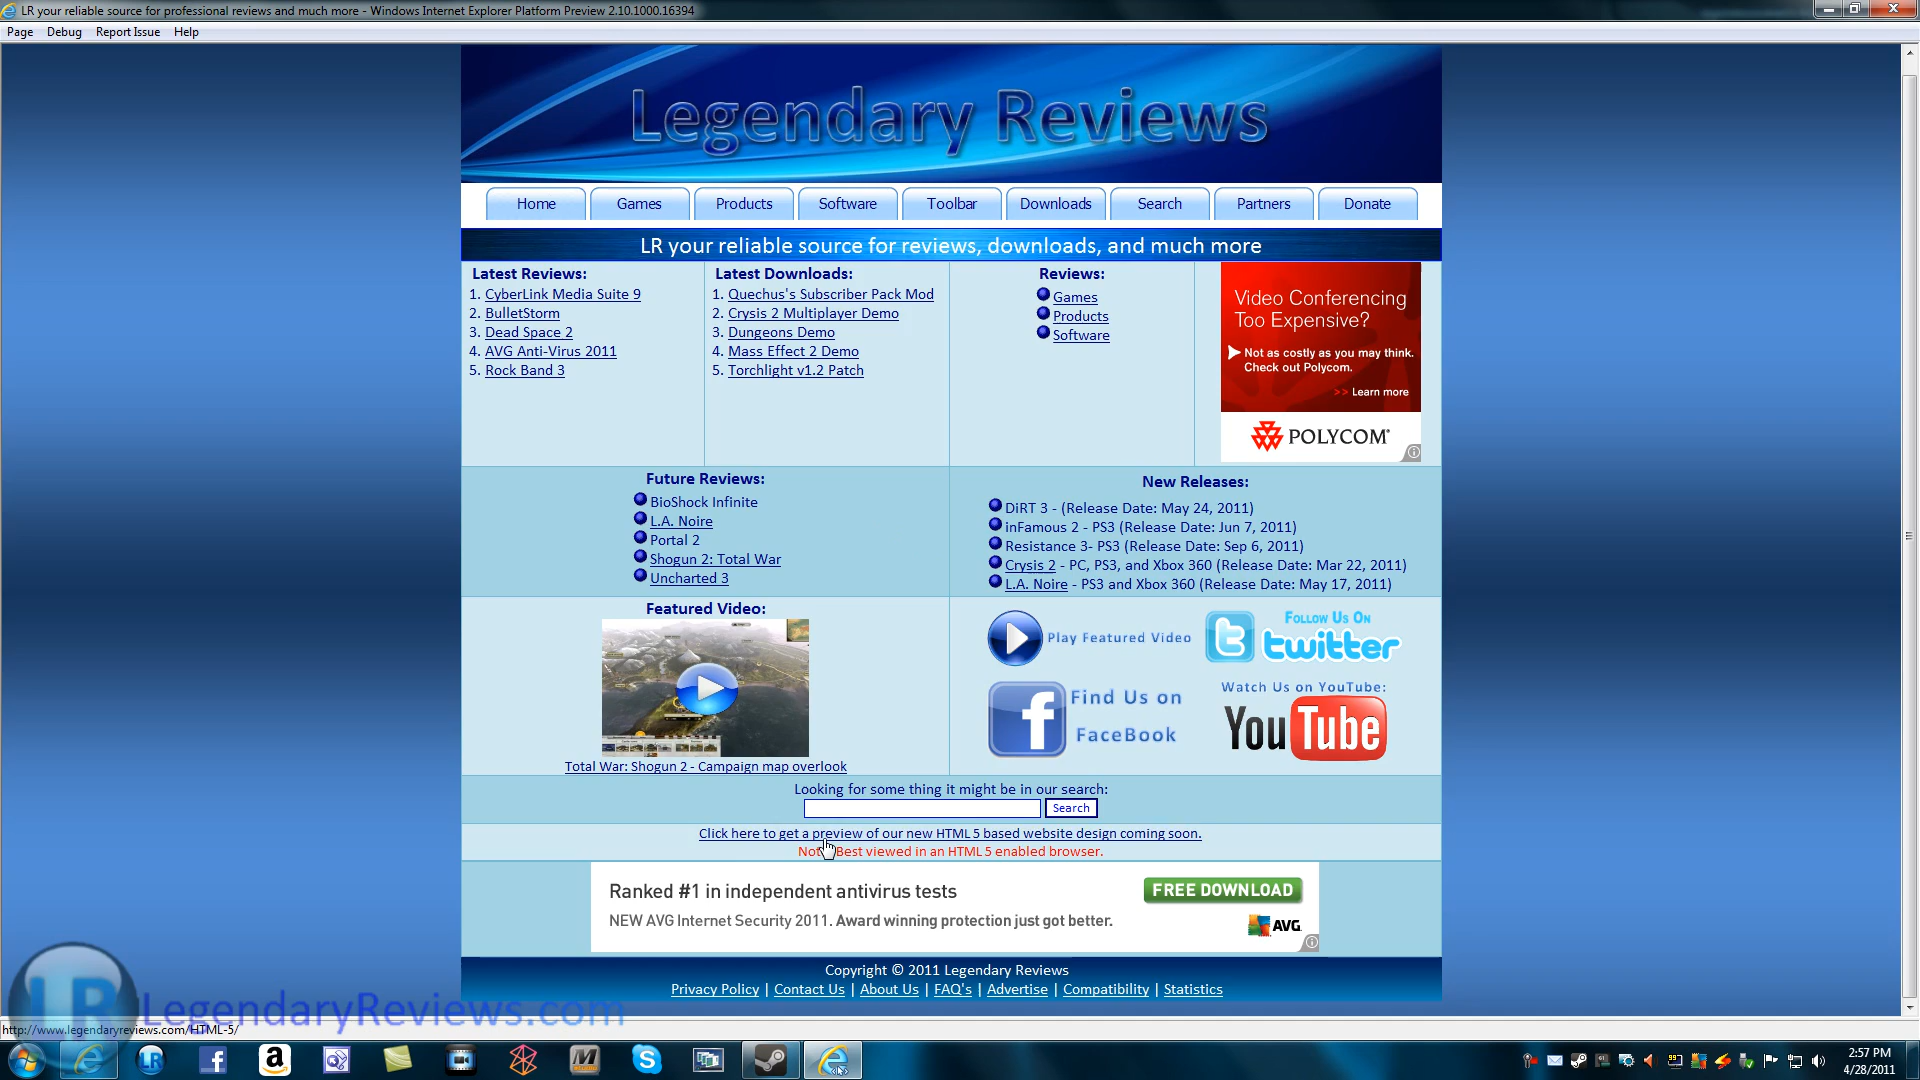 LR your reliable source for professional reviews and much more - Windows Internet Explorer Platform Preview 2.10.1000.16394
Page Debug Report Issue Help
Legendary Reviews
Home Games Products Software Toolbar Downloads Search Partners Donate
LR your reliable source for reviews, downloads, and much more
Latest Reviews:
1. CyberLink Media Suite 9
2. BulletStorm
3. Dead Space 2
4. AVG Anti-Virus 2011
5. Rock Band 3
Latest Downloads:
1. Quechus's Subscriber Pack Mod
2. Crysis 2 Multiplayer Demo
3. Dungeons Demo
4. Mass Effect 2 Demo
5. Torchlight v1.2 Patch
Reviews:
Games
Products
Software
Video Conferencing
Too Expensive?
Not as costly as you may think.
Check out Polycom.
>> Learn more
POLYCOM
Future Reviews:
BioShock Infinite
L.A. Noire
Portal 2
Shogun 2: Total War
Uncharted 3
New Releases:
DiRT 3 - (Release Date: May 24, 2011)
inFamous 2 - PS3 (Release Date: Jun 7, 2011)
Resistance 3- PS3 (Release Date: Sep 6, 2011)
Crysis 2 - PC, PS3, and Xbox 360 (Release Date: Mar 22, 2011)
L.A. Noire - PS3 and Xbox 360 (Release Date: May 17, 2011)
Featured Video:
Total War: Shogun 2 - Campaign map overlook
Play Featured Video
Follow Us On
twitter
Find Us on
FaceBook
Watch Us on YouTube:
YouTube
Looking for some thing it might be in our search:
Search
Click here to get a preview of our new HTML 5 based website design coming soon.
Best viewed in an HTML 5 enabled browser.
Ranked #1 in independent antivirus tests
NEW AVG Internet Security 2011. Award winning protection just got better.
FREE DOWNLOAD
AVG
Copyright © 2011 Legendary Reviews
Privacy Policy | Contact Us | About Us | FAQ's | Advertise | Compatibility | Statistics
LR LegendaryReviews.com
http://www.legendaryreviews.com/HTML-5/
2:57 PM
4/28/2011